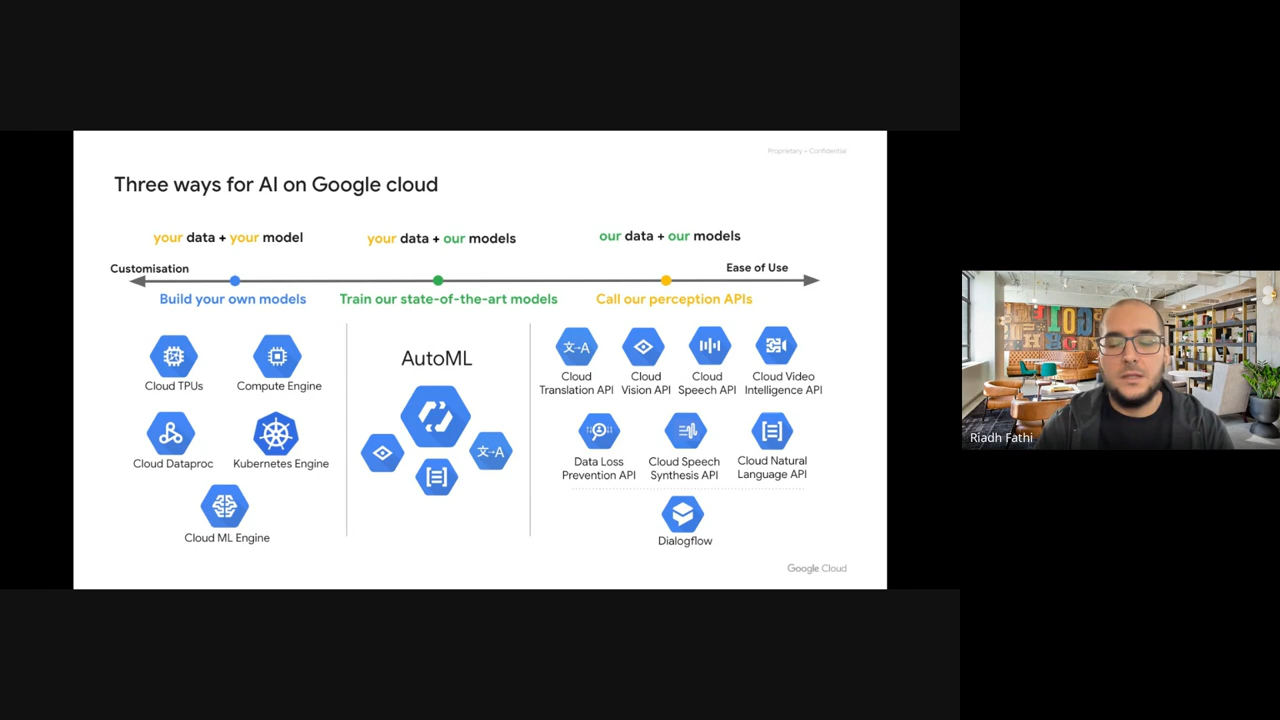 Proprietary + Confidential
Three ways for AI on Google cloud
your data + your model
your data + our models
our data + our models
Customisation
Ease of Use
Build your own models
Train our state-of-the-art models
Call our perception APIs
Cloud TPUs
Compute Engine
Cloud Dataproc
Kubernetes Engine
Cloud ML Engine
AutoML
文→A
文→A
Cloud
Translation API
Cloud
Vision API
Cloud
Speech API
Cloud Video
Intelligence API
Data Loss
Prevention API
Cloud Speech
Synthesis API
Cloud Natural
Language API
Dialogflow
Google Cloud
Riadh Fathi